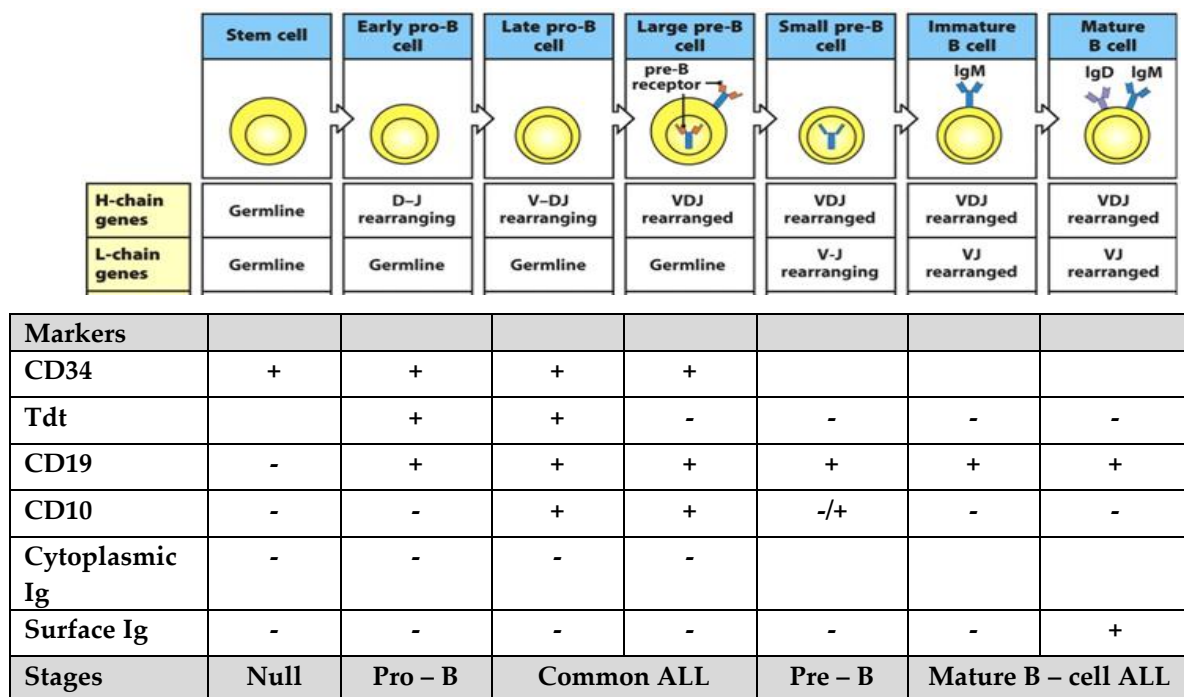 Stem cell Early pro-B cell Late pro-B cell Large pre-B cell Small pre-B cell Immature B cell Mature B cell
pre-B receptor IgM IgD IgM
H-chain genes Germline D–J rearranging V–DJ rearranging VDJ rearranged VDJ rearranged VDJ rearranged VDJ rearranged
L-chain genes Germline Germline Germline Germline V-J rearranging VJ rearranged VJ rearranged
Markers
CD34 + + + +
Tdt + + - - - -
CD19 - + + + + + +
CD10 - - + + -/+ - -
Cytoplasmic Ig - - - -
Surface Ig - - - - - - +
Stages Null Pro – B Common ALL Pre – B Mature B – cell ALL